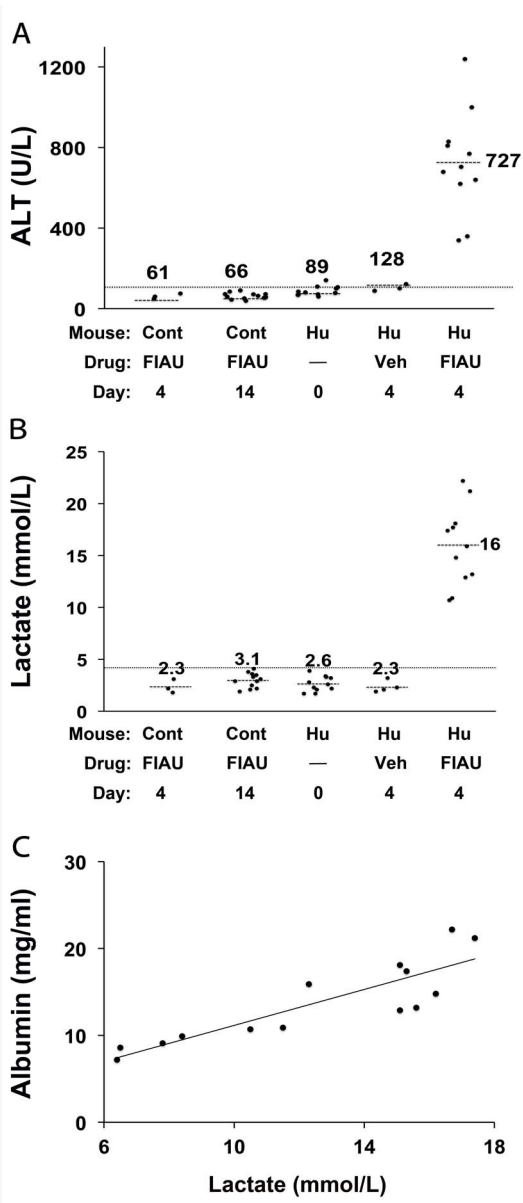 A
1200
800
400
0
ALT (U/L)
61 66 89 128 727
Mouse: Cont Cont Hu Hu Hu
Drug: FIAU FIAU — Veh FIAU
Day: 4 14 0 4 4
B
25
20
15
10
5
0
Lactate (mmol/L)
2.3 3.1 2.6 2.3 16
Mouse: Cont Cont Hu Hu Hu
Drug: FIAU FIAU — Veh FIAU
Day: 4 14 0 4 4
C
30
20
10
0
Albumin (mg/ml)
6 10 14 18
Lactate (mmol/L)